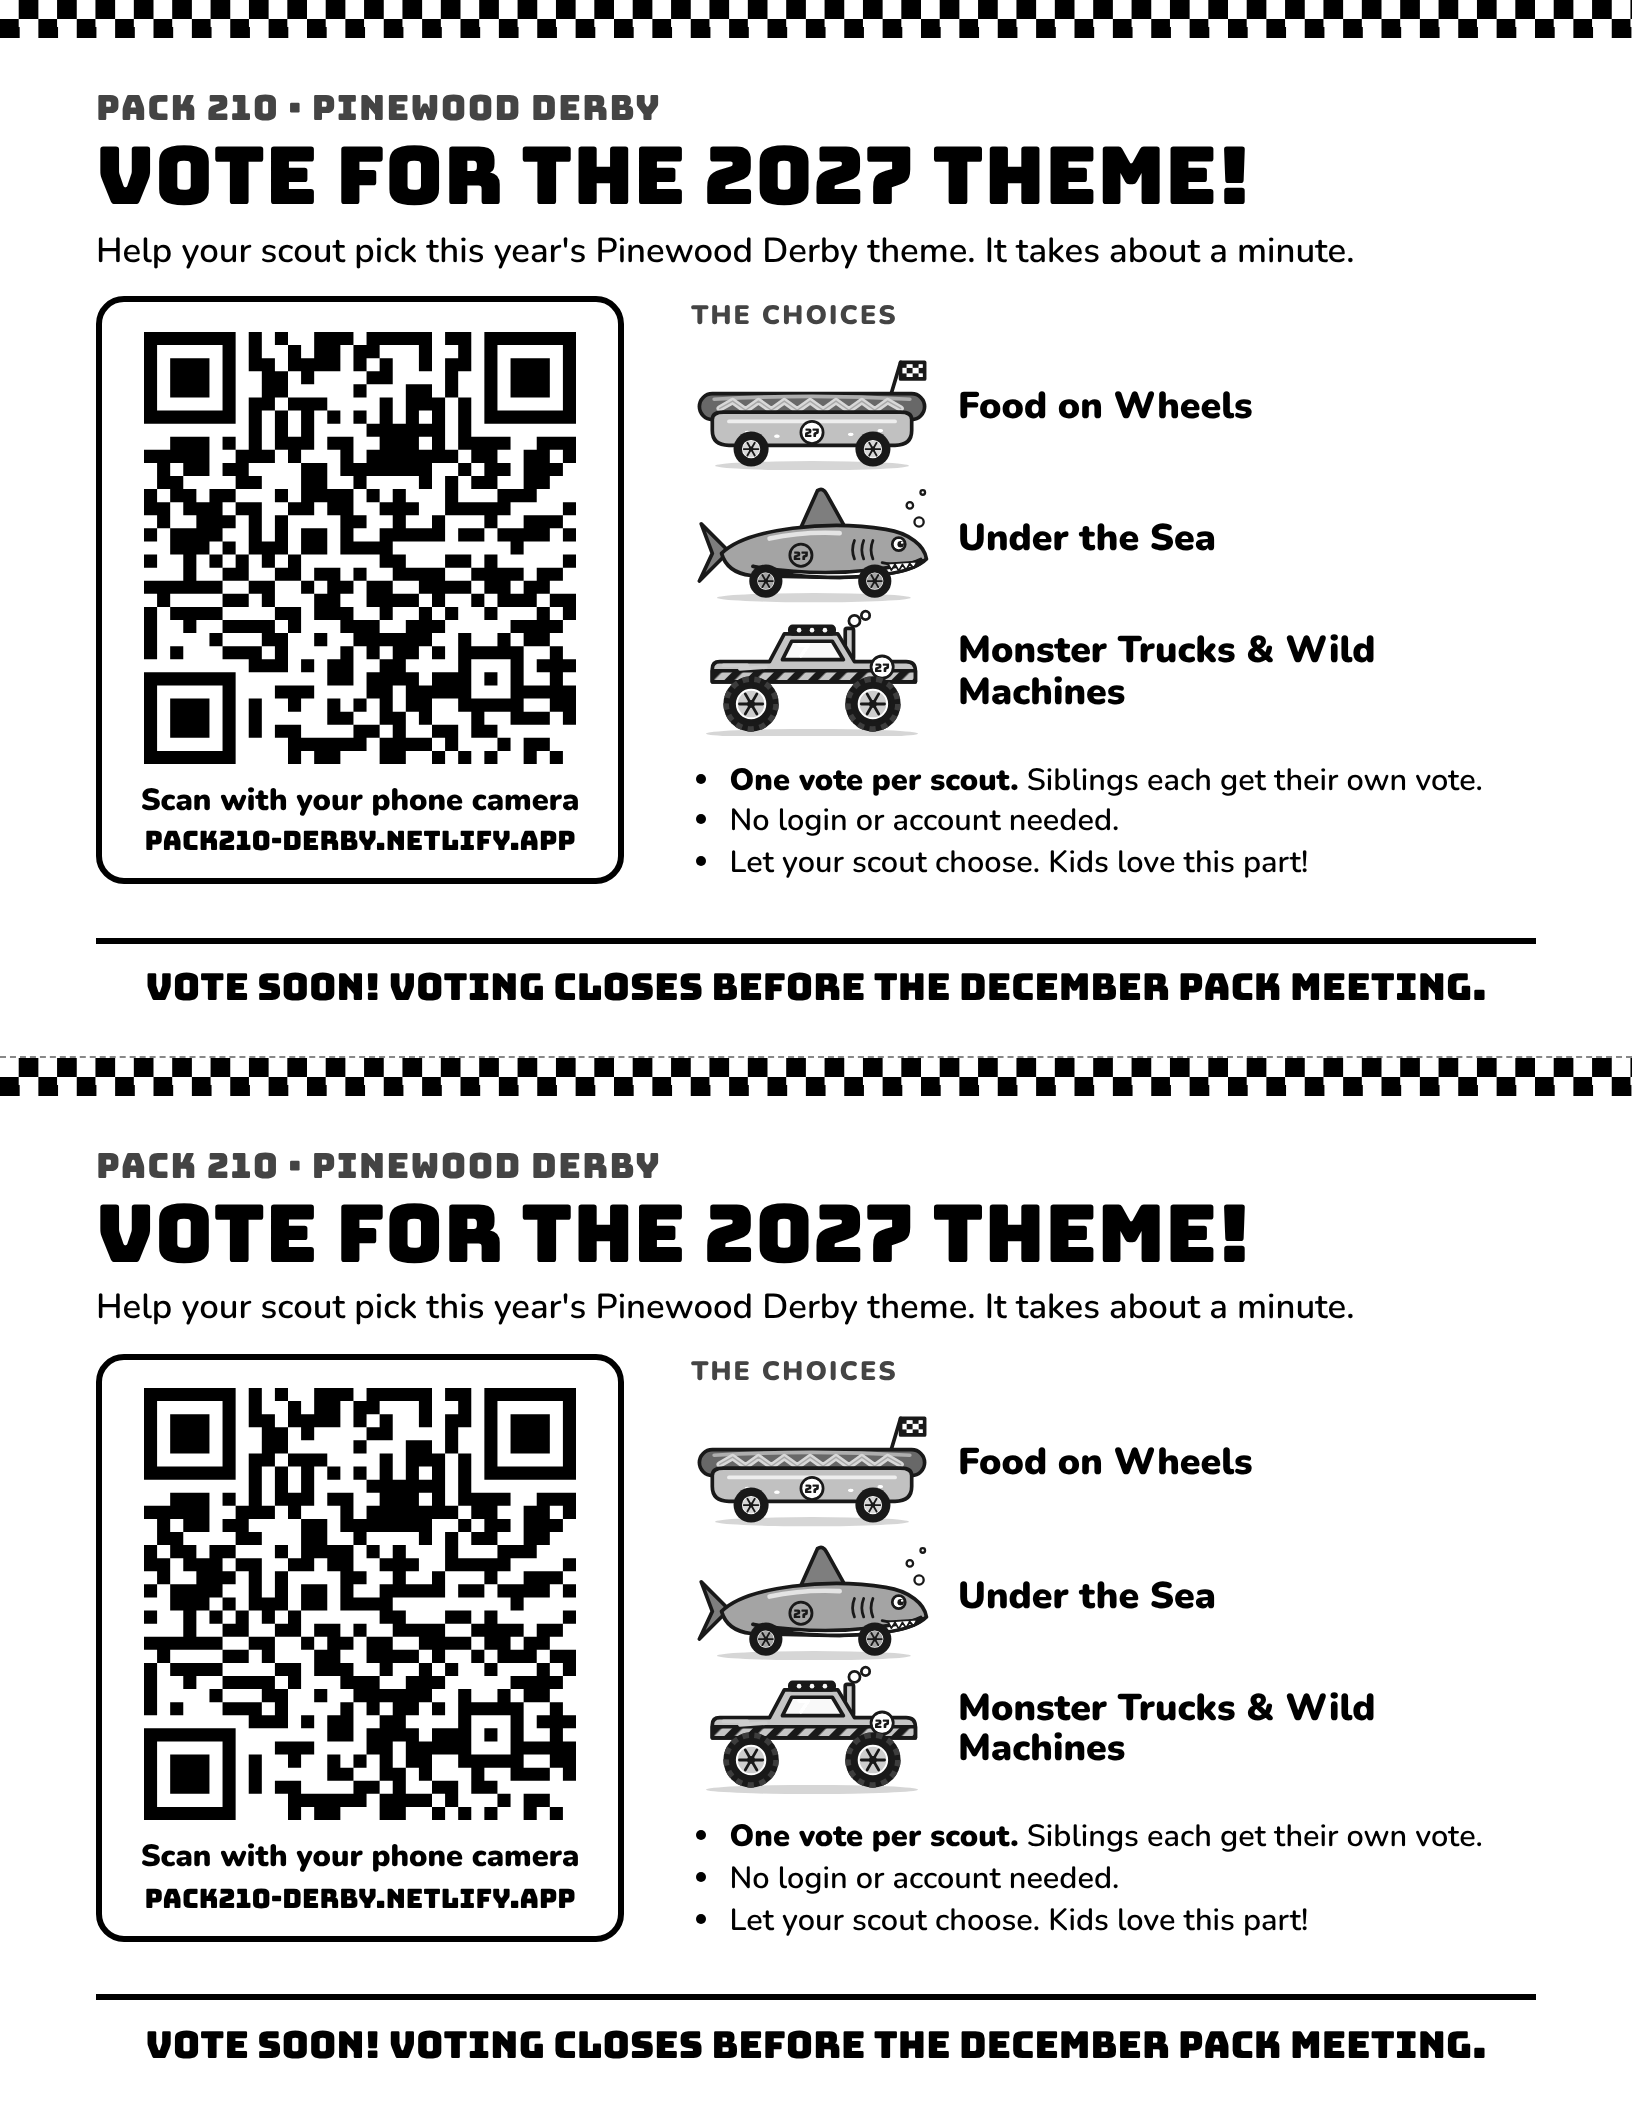 PACK 210 • PINEWOOD DERBY
VOTE FOR THE 2027 THEME!
Help your scout pick this year's Pinewood Derby theme. It takes about a minute.
Scan with your phone camera
PACK210-DERBY.NETLIFY.APP
THE CHOICES
27
Food on Wheels
27
Under the Sea
27
Monster Trucks & Wild
Machines
• One vote per scout. Siblings each get their own vote.
• No login or account needed.
• Let your scout choose. Kids love this part!
VOTE SOON! VOTING CLOSES BEFORE THE DECEMBER PACK MEETING.
PACK 210 • PINEWOOD DERBY
VOTE FOR THE 2027 THEME!
Help your scout pick this year's Pinewood Derby theme. It takes about a minute.
Scan with your phone camera
PACK210-DERBY.NETLIFY.APP
THE CHOICES
27
Food on Wheels
27
Under the Sea
27
Monster Trucks & Wild
Machines
• One vote per scout. Siblings each get their own vote.
• No login or account needed.
• Let your scout choose. Kids love this part!
VOTE SOON! VOTING CLOSES BEFORE THE DECEMBER PACK MEETING.